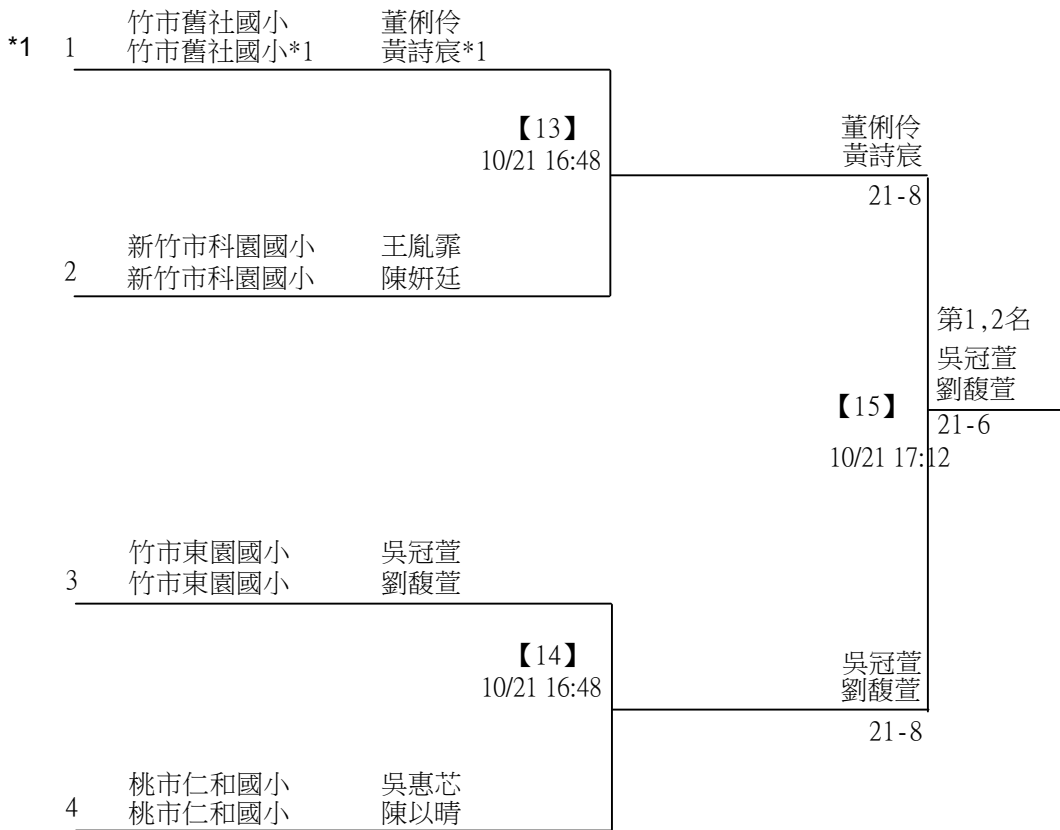 竹市舊社國小 董俐伶
*1 1 竹市舊社國小*1 黃詩宸*1
【13】
10/21 16:48
董俐伶
黃詩宸
21-8
新竹市科園國小 王胤霏
2 新竹市科園國小 陳妍廷
第1,2名
吳冠萱
劉馥萱
【15】
21-6
10/21 17:12
竹市東園國小 吳冠萱
3 竹市東園國小 劉馥萱
【14】
10/21 16:48
吳冠萱
劉馥萱
21-8
桃市仁和國小 吳惠芯
4 桃市仁和國小 陳以晴